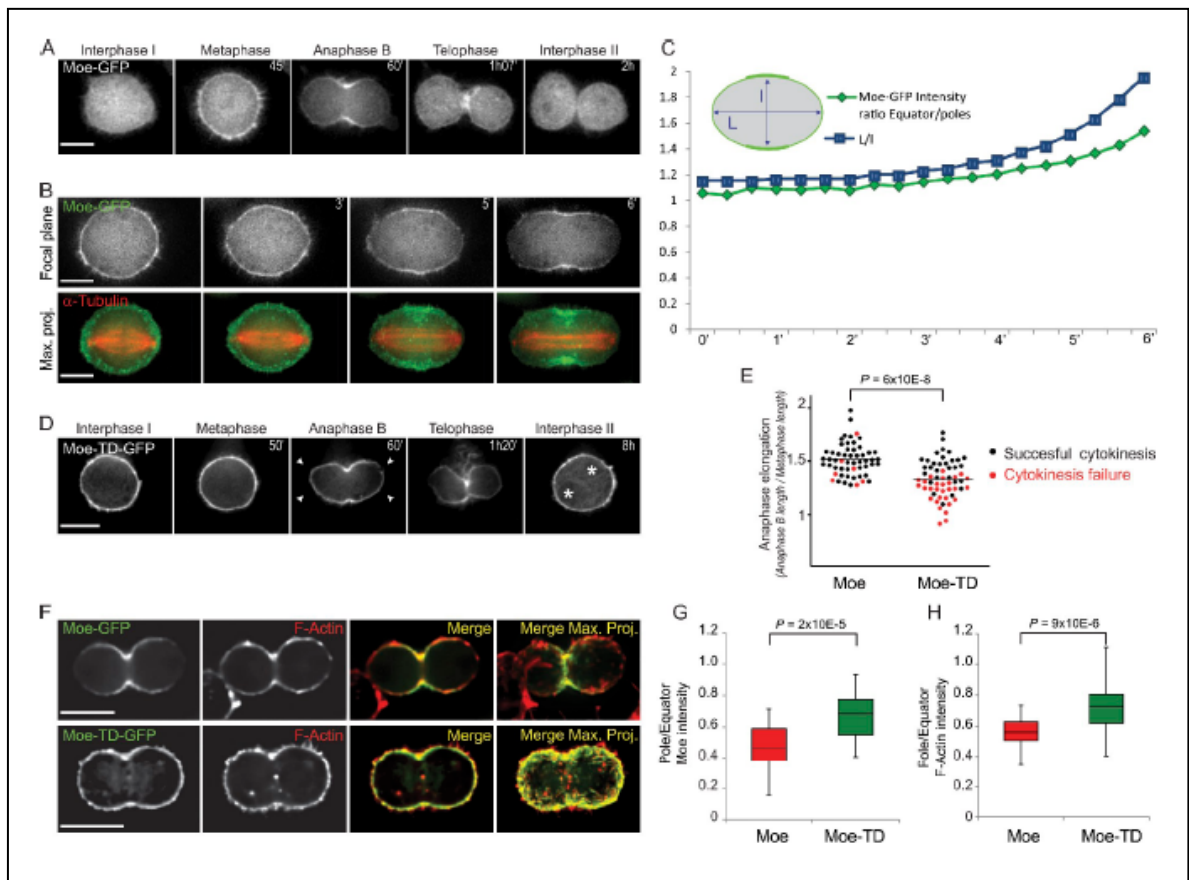 A
Interphase I
Metaphase
Anaphase B
Telophase
Interphase II
Moe-GFP
45'
60'
1h07'
2h
B
Moe-GFP
3'
5'
6'
Focal plane
α-Tubulin
Max. proj.
C
2
1.8
1.6
1.4
1.2
1
0.8
0.6
0.4
0.2
0
0'
1'
2'
3'
4'
5'
6'
I
L
Moe-GFP Intensity
ratio Equator/poles
L/I
D
Interphase I
Metaphase
Anaphase B
Telophase
Interphase II
Moe-TD-GFP
50'
60'
1h20'
8h
*
*
E
P = 6x10E-8
2
1.5
1
Anaphase elongation
(Anaphase B length / Metaphase length)
Moe
Moe-TD
Succesful cytokinesis
Cytokinesis failure
F
Moe-GFP
F-Actin
Merge
Merge Max. Proj.
Moe-TD-GFP
F-Actin
Merge
Merge Max. Proj.
G
P = 2x10E-5
1.2
1.0
0.8
0.6
0.4
0.2
0
Pole/Equator
Moe intensity
Moe
Moe-TD
H
P = 9x10E-6
1.2
1.0
0.8
0.6
0.4
0.2
0
Pole/Equator
F-Actin intensity
Moe
Moe-TD